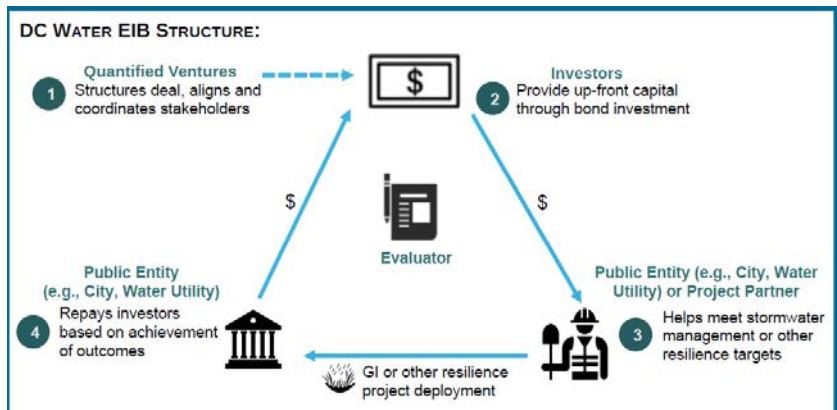 DC WATER EIB STRUCTURE:
Quantified Ventures
1
Structures deal, aligns and
coordinates stakeholders
$
Investors
2
Provide up-front capital
through bond investment
$
$
Evaluator
Public Entity
(e.g., City, Water Utility)
4
Repays investors
based on achievement
of outcomes
Public Entity (e.g., City, Water
Utility) or Project Partner
3
Helps meet stormwater
management or other
resilience targets
GI or other resilience
project deployment